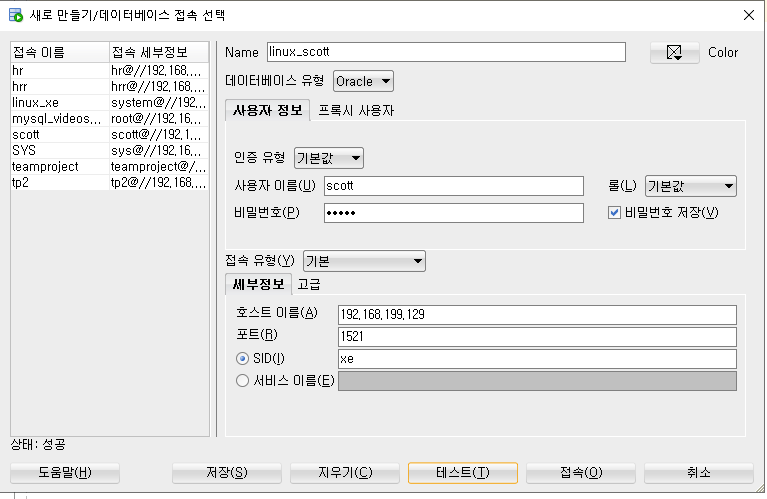 새로 만들기/데이터베이스 접속 선택
접속 이름 접속 세부정보
hr hr@//192,168,...
hrr hrr@//192,168,...
linux_xe system@//192...
mysql_videos... root@//192,16...
scott scott@//192,1...
SYS sys@//192,16...
teamproject teamproject@/...
tp2 tp2@//192,168,...
Name linux_scott Color
데이터베이스 유형 Oracle
사용자 정보 프록시 사용자
인증 유형 기본값
사용자 이름(U) scott 롤(L) 기본값
비밀번호(P) ••••• 비밀번호 저장(V)
접속 유형(Y) 기본
세부정보 고급
호스트 이름(A) 192,168,199,129
포트(R) 1521
SID(I) xe
서비스 이름(E)
상태: 성공
도움말(H) 저장(S) 지우기(C) 테스트(T) 접속(O) 취소